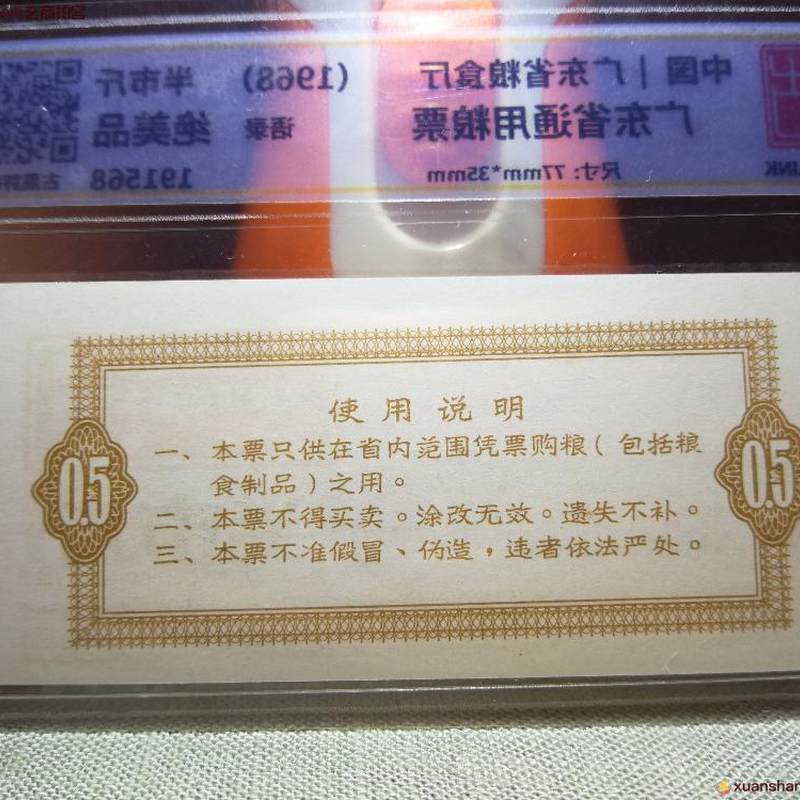 中国 | 广东省粮食厅 (1968) 半市斤
广东省通用粮票 语录 绝美品
尺寸: 77mm*35mm 191568
使用说明
一、本票只供在省内范围凭票购粮（包括粮
食制品）之用。
二、本票不得买卖。涂改无效。遗失不补。
三、本票不准假冒、伪造，违者依法严处。
0.5
0.5
xuanshan